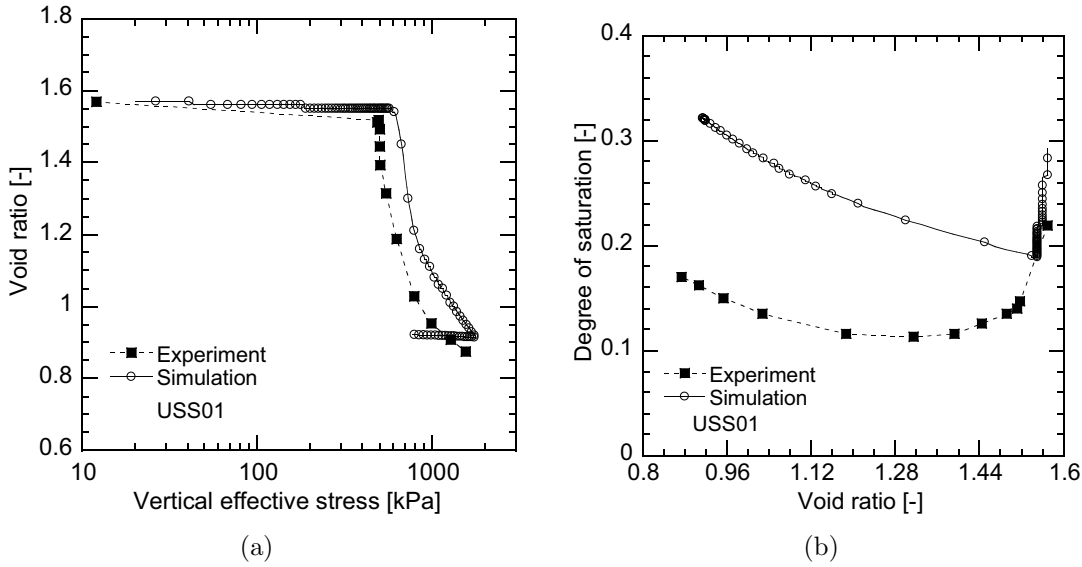 1.8
1.6
1.4
1.2
1
0.8
0.6
Void ratio [-]
Experiment
Simulation
USS01
10 100 1000
Vertical effective stress [kPa]
(a)
0.4
0.3
0.2
0.1
0
Degree of saturation [-]
Experiment
Simulation
USS01
0.8 0.96 1.12 1.28 1.44 1.6
Void ratio [-]
(b)